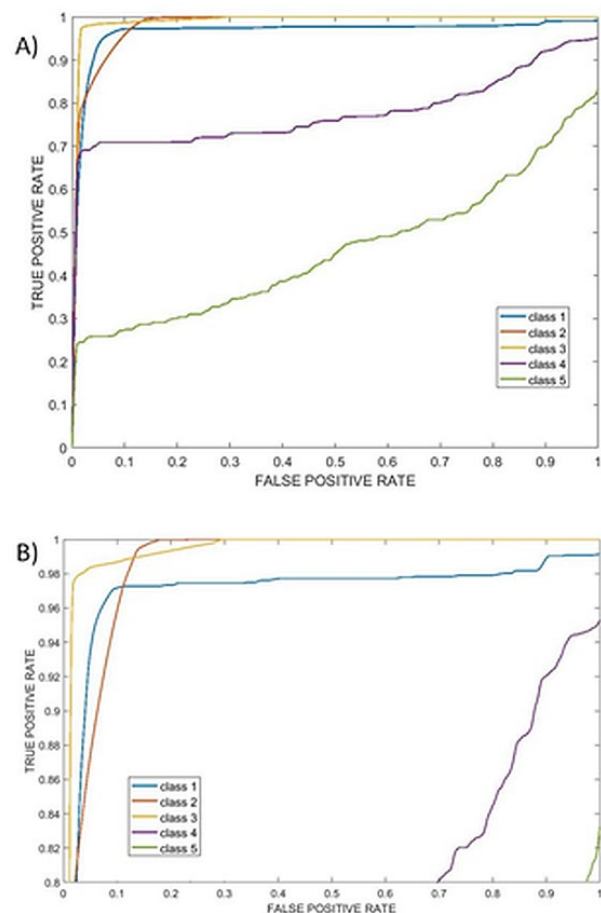 A)
1
0.9
0.8
0.7
0.6
0.5
0.4
0.3
0.2
0.1
0
TRUE POSITIVE RATE
class 1
class 2
class 3
class 4
class 5
0 0.1 0.2 0.3 0.4 0.5 0.6 0.7 0.8 0.9 1
FALSE POSITIVE RATE
B)
1
0.98
0.96
0.94
0.92
0.9
0.88
0.86
0.84
0.82
0.8
TRUE POSITIVE RATE
class 1
class 2
class 3
class 4
class 5
0 0.1 0.2 0.3 0.4 0.5 0.6 0.7 0.8 0.9 1
FALSE POSITIVE RATE